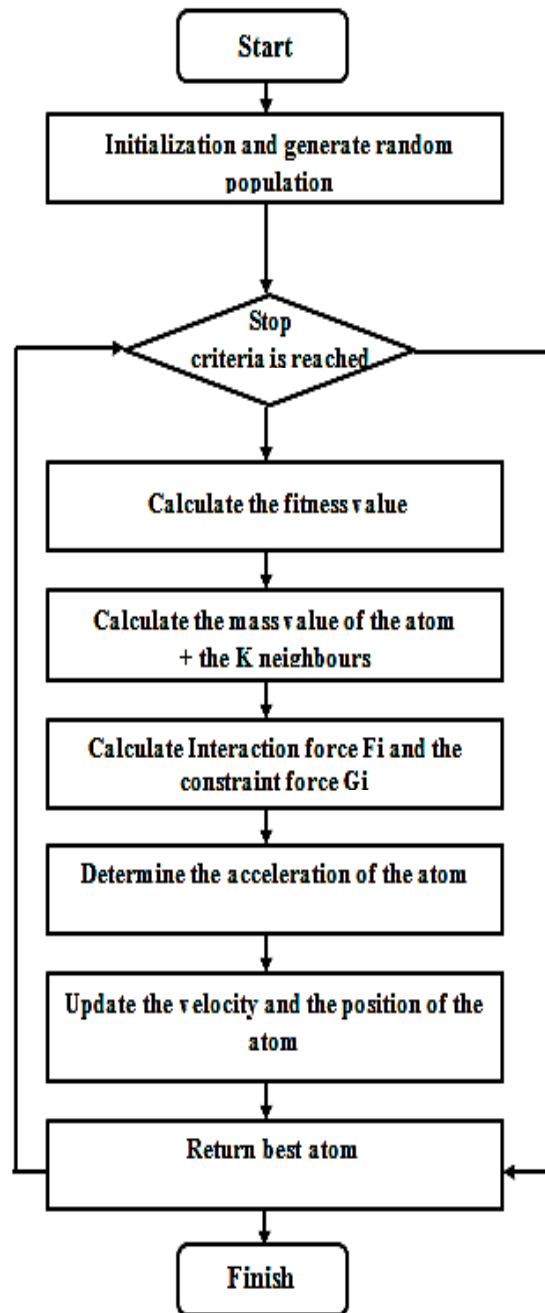 Start
Initialization and generate random
population
Stop
criteria is reached
Calculate the fitness value
Calculate the mass value of the atom
+ the K neighbours
Calculate Interaction force Fi and the
constraint force Gi
Determine the acceleration of the atom
Update the velocity and the position of the
atom
Return best atom
Finish